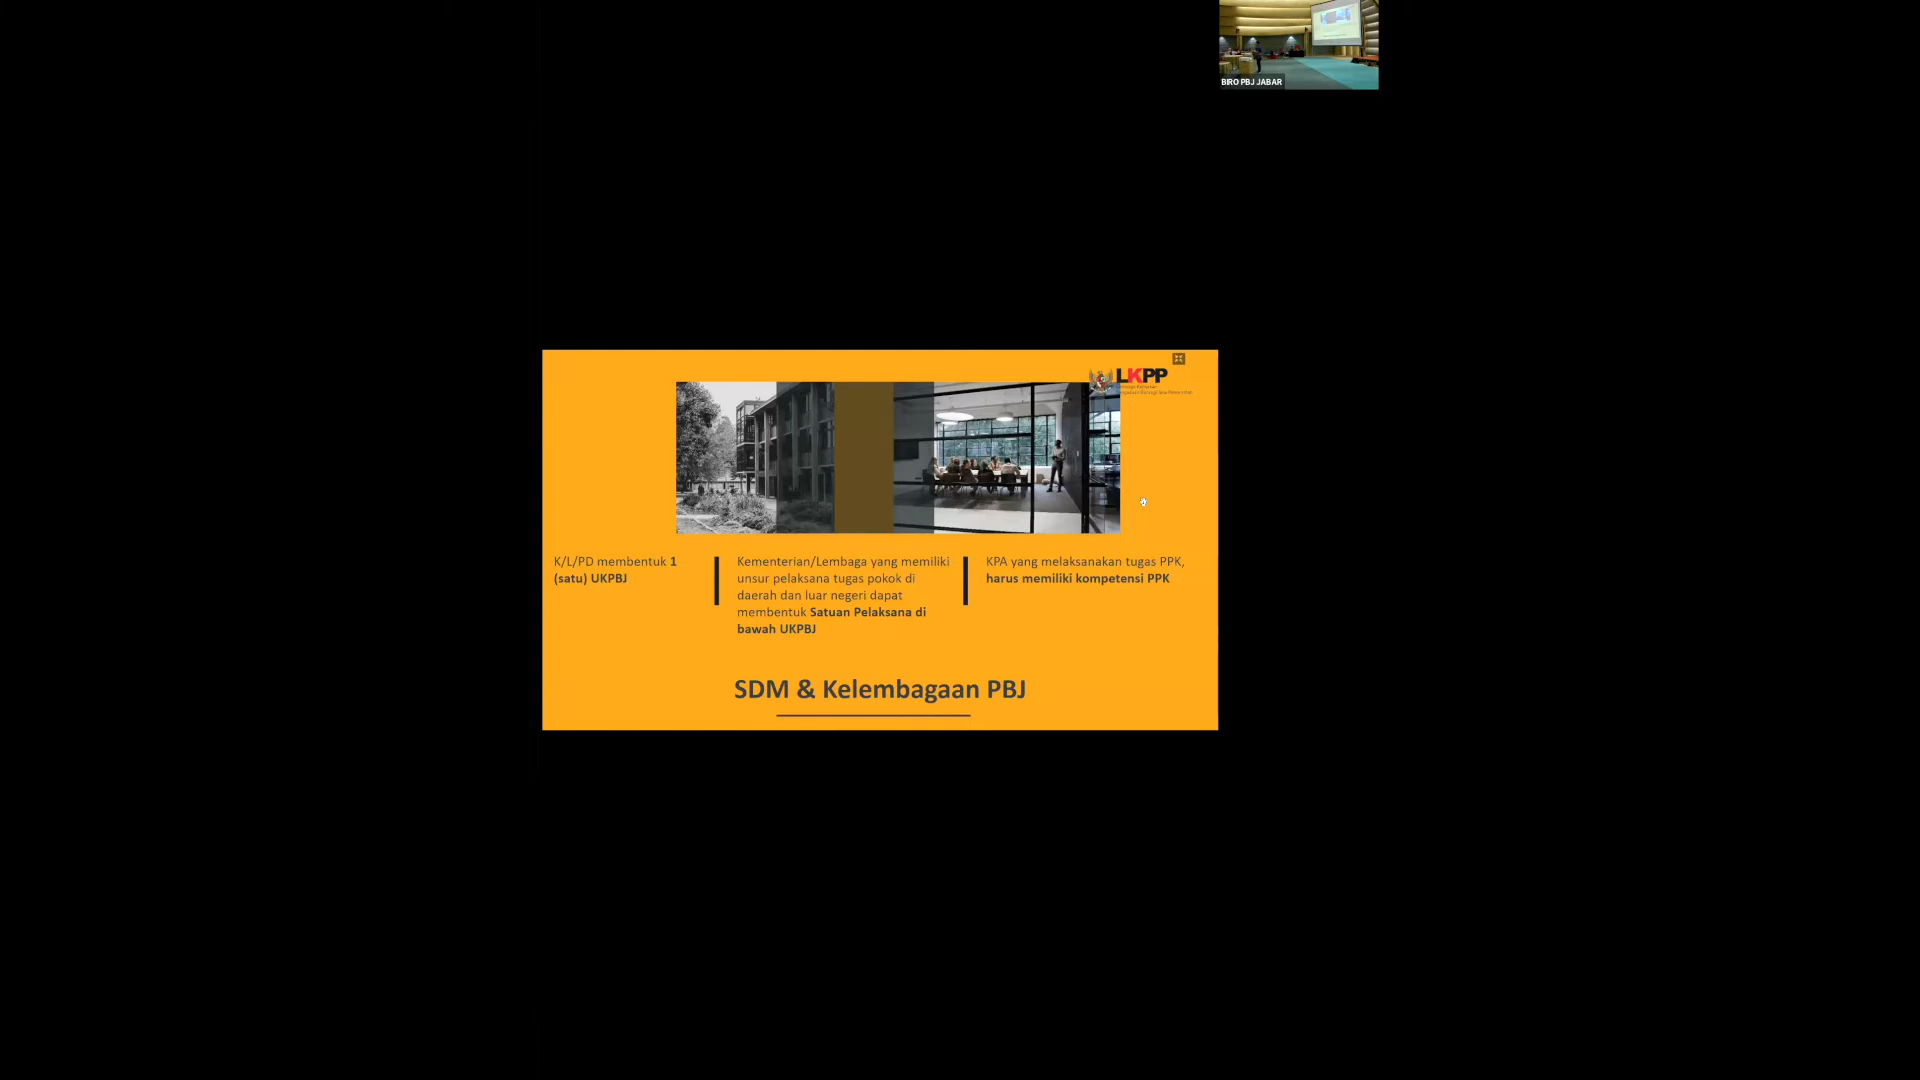 BIRO PBJ JABAR
LKPP
K/L/PD membentuk 1
(satu) UKPBJ
Kementerian/Lembaga yang memiliki
unsur pelaksana tugas pokok di
daerah dan luar negeri dapat
membentuk Satuan Pelaksana di
bawah UKPBJ
KPA yang melaksanakan tugas PPK,
harus memiliki kompetensi PPK
SDM & Kelembagaan PBJ